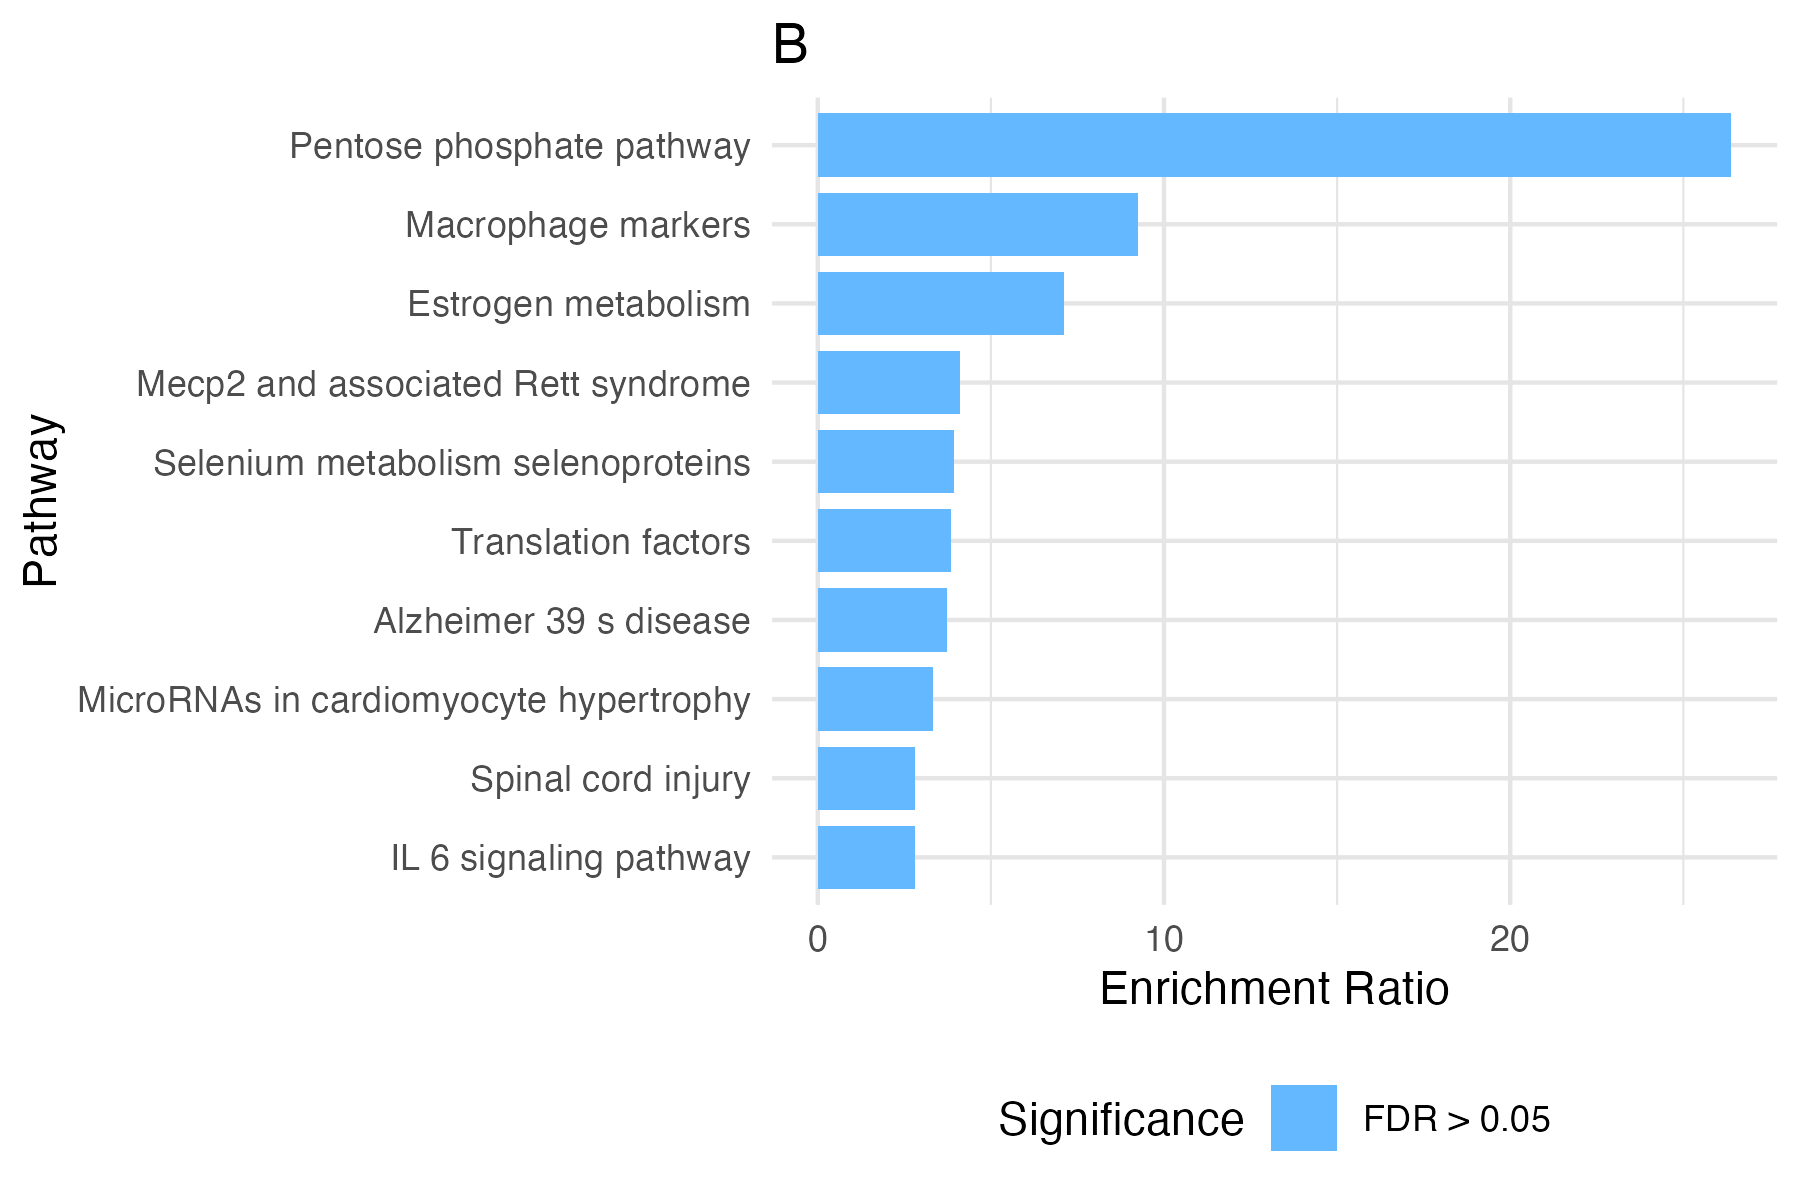 B
Pentose phosphate pathway
Macrophage markers
Estrogen metabolism
Mecp2 and associated Rett syndrome
Selenium metabolism selenoproteins
Translation factors
Alzheimer 39 s disease
MicroRNAs in cardiomyocyte hypertrophy
Spinal cord injury
IL 6 signaling pathway
Pathway
0 10 20
Enrichment Ratio
Significance FDR > 0.05